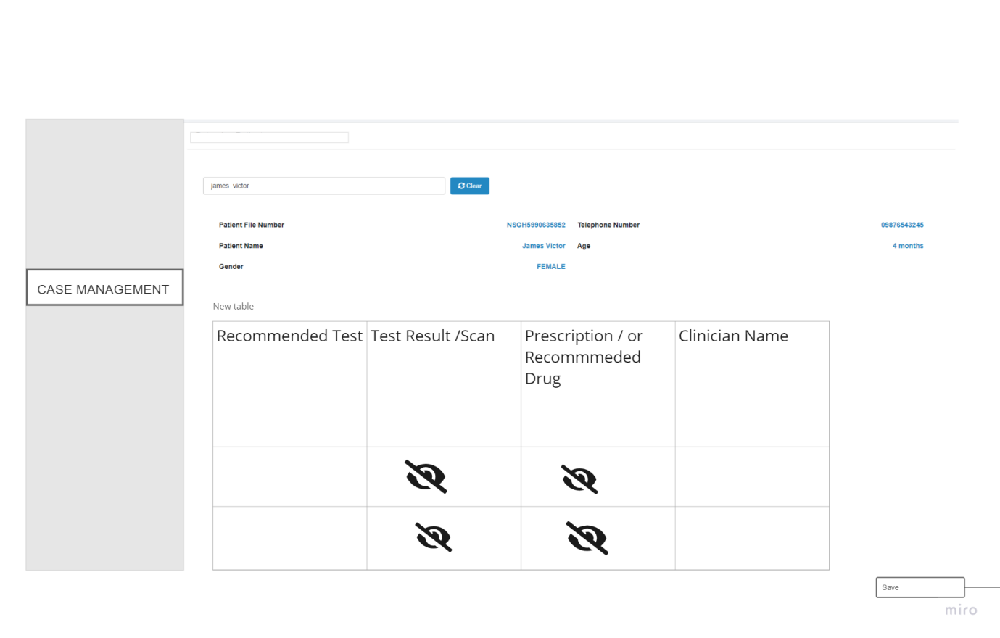 james  victor
Clear
Patient File Number NSGH5990635852 Telephone Number 09876543245
Patient Name James Victor Age 4 months
Gender FEMALE
CASE MANAGEMENT
New table
Recommended Test Test Result /Scan Prescription / or Clinician Name
Recommmeded
Drug
Save
miro